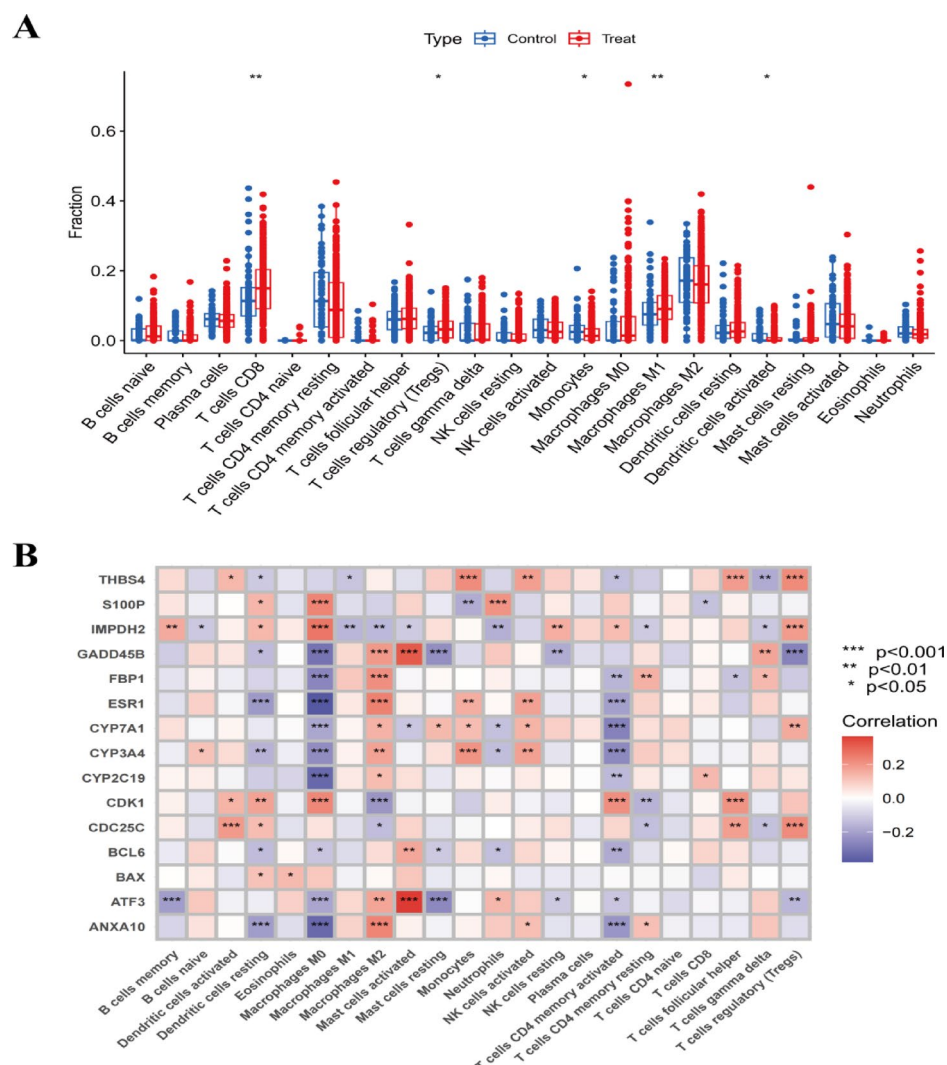 A
Type Control Treat
** * * ** *
Fraction
0.6
0.4
0.2
0.0
B cells naive
B cells memory
Plasma cells
T cells CD8
T cells CD4 naive
T cells CD4 memory resting
T cells CD4 memory activated
T cells follicular helper
T cells regulatory (Tregs)
T cells gamma delta
NK cells resting
NK cells activated
Monocytes
Macrophages M0
Macrophages M1
Macrophages M2
Dendritic cells resting
Dendritic cells activated
Mast cells resting
Mast cells activated
Eosinophils
Neutrophils
B
THBS4 * * * *** ** * *** ** ***
S100P * *** ** *** *
IMPDH2 ** * * *** ** ** * ** ** * * * ***
GADD45B * *** *** *** *** ** ** ***
FBP1 *** *** ** ** * *
ESR1 *** *** *** ** ** ***
CYP7A1 *** * * * * * * *** **
CYP3A4 * ** *** ** *** * ** ***
CYP2C19 *** * ** *
CDK1 * ** *** *** *** ** ***
CDC25C *** * * * ** * ***
BCL6 * * ** * * **
BAX * *
ATF3 *** *** ** *** *** * * * **
ANXA10 *** *** *** * *** *
B cells memory
B cells naive
Dendritic cells activated
Dendritic cells resting
Eosinophils
Macrophages M0
Macrophages M1
Macrophages M2
Mast cells activated
Mast cells resting
Monocytes
Neutrophils
NK cells activated
NK cells resting
Plasma cells
T cells CD4 memory activated
T cells CD4 memory resting
T cells CD4 naive
T cells CD8
T cells follicular helper
T cells gamma delta
T cells regulatory (Tregs)
*** p<0.001
** p<0.01
* p<0.05
Correlation
0.2
0.0
−0.2